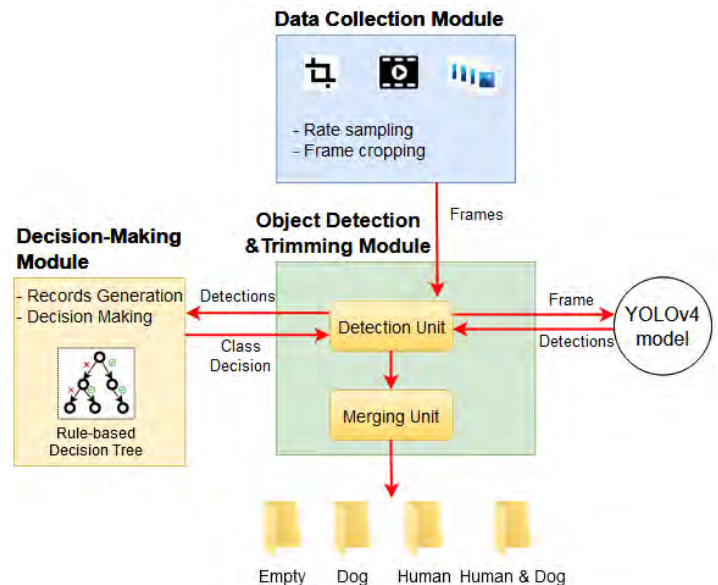 Data Collection Module
- Rate sampling
- Frame cropping
Frames
Object Detection
&Trimming Module
Decision-Making
Module
- Records Generation
- Decision Making
Rule-based
Decision Tree
Detections
Class
Decision
Detection Unit
Merging Unit
Frame
Detections
YOLOv4
model
Empty
Dog
Human
Human & Dog